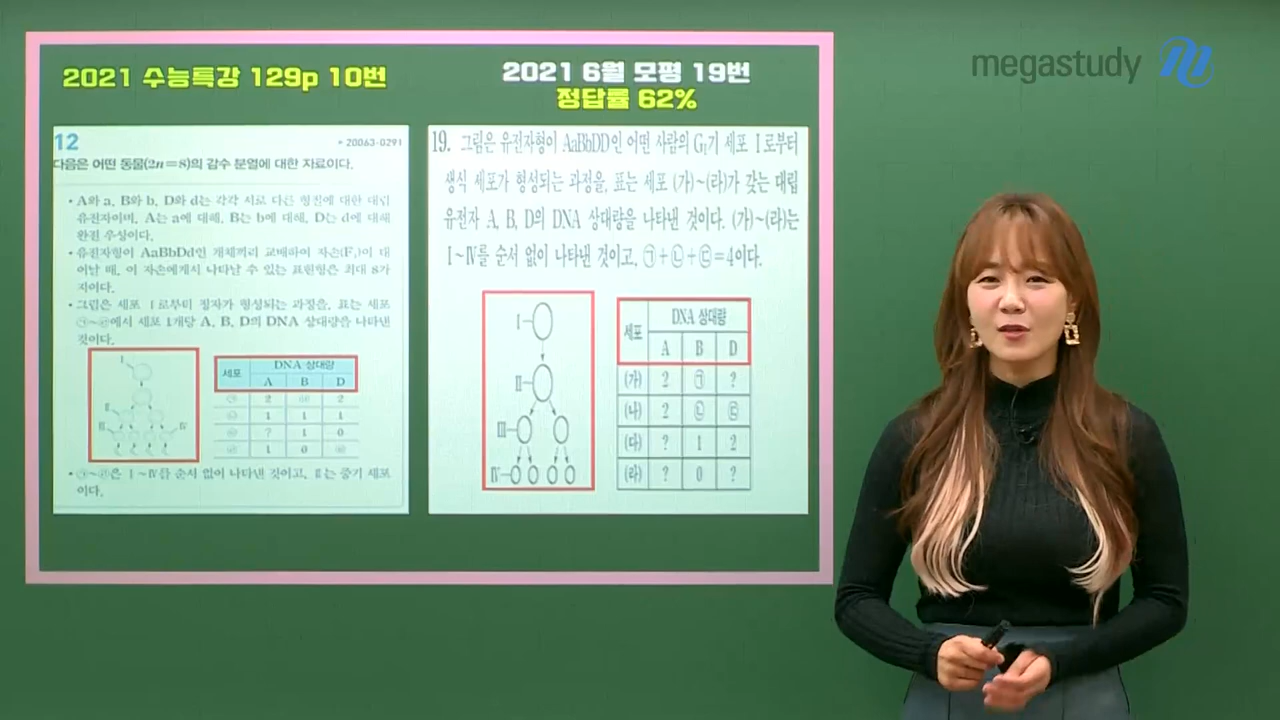 megastudy
2021 수능특강 129p 10번
12
20063-0291
다음은 어떤 동물(2n=8)의 감수 분열에 대한 자료이다.
• A와 a, B와 b, D와 d는 각각 서로 다른 형질에 대한 대립
유전자이며, A는 a에 대해, B는 b에 대해, D는 d에 대해
완전 우성이다.
• 유전자형이 AaBbDd인 개체끼리 교배하여 자손(F₁)이 태
어날 때, 이 자손에게서 나타날 수 있는 표현형은 최대 8가
지이다.
• 그림은 세포 Ⅰ로부터 정자가 형성되는 과정을, 표는 세포
㉠~㉣에서 세포 1개당 A, B, D의 DNA 상대량을 나타낸
것이다.
Ⅰ
Ⅱ
Ⅲ Ⅳ
세포 DNA 상대량
A B D
㉠ 2 2
㉡ 1 1 1
㉢ ? 1 0
㉣ 1 0
• ㉠~㉣은 Ⅰ~Ⅳ를 순서 없이 나타낸 것이고, Ⅱ는 중기 세포
이다.
2021 6월 모평 19번
정답률 62%
19. 그림은 유전자형이 AaBbDD인 어떤 사람의 G₁기 세포 Ⅰ로부터
생식 세포가 형성되는 과정을, 표는 세포 (가)~(라)가 갖는 대립
유전자 A, B, D의 DNA 상대량을 나타낸 것이다. (가)~(라)는
Ⅰ~Ⅳ를 순서 없이 나타낸 것이고, ㉠+㉡+㉢=4이다.
Ⅰ
Ⅱ
Ⅲ
Ⅳ
세포 DNA 상대량
A B D
(가) 2 ㉠ ?
(나) 2 ㉡ ㉢
(다) ? 1 2
(라) ? 0 ?